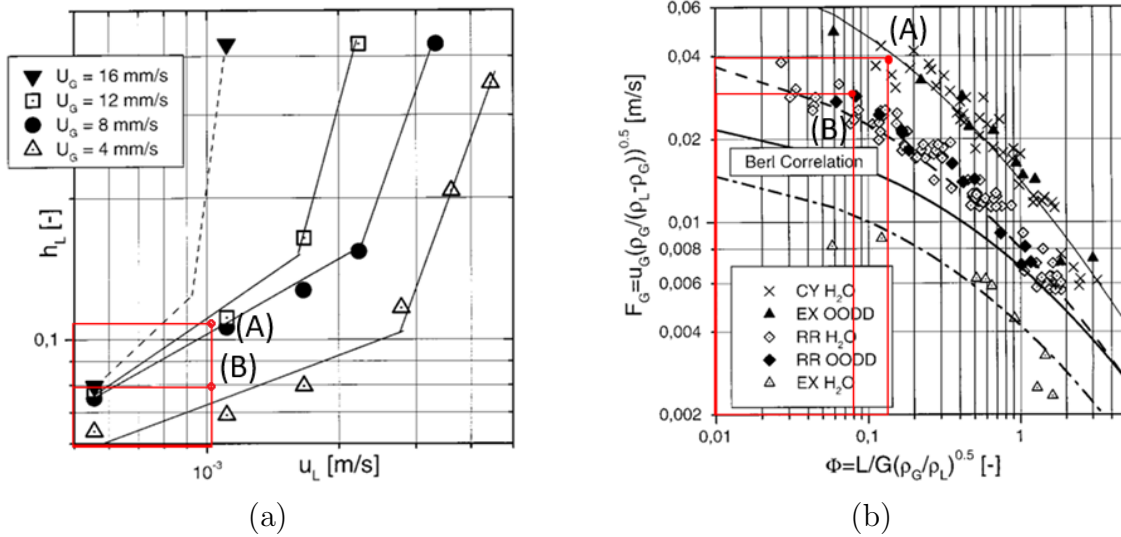 U_G = 16 mm/s
U_G = 12 mm/s
U_G = 8 mm/s
U_G = 4 mm/s
h_L [-]
0,1
(A)
(B)
10^-3
u_L [m/s]
(a)
0,06
0,04
0,02
0,01
0,008
0,006
0,004
0,002
F_G=u_G(ρ_G/(ρ_L-ρ_G))^0.5 [m/s]
(A)
(B)
Berl Correlation
CY H_2O
EX OODD
RR H_2O
RR OODD
EX H_2O
0,01
0,1
1
Φ=L/G(ρ_G/ρ_L)^0.5 [-]
(b)